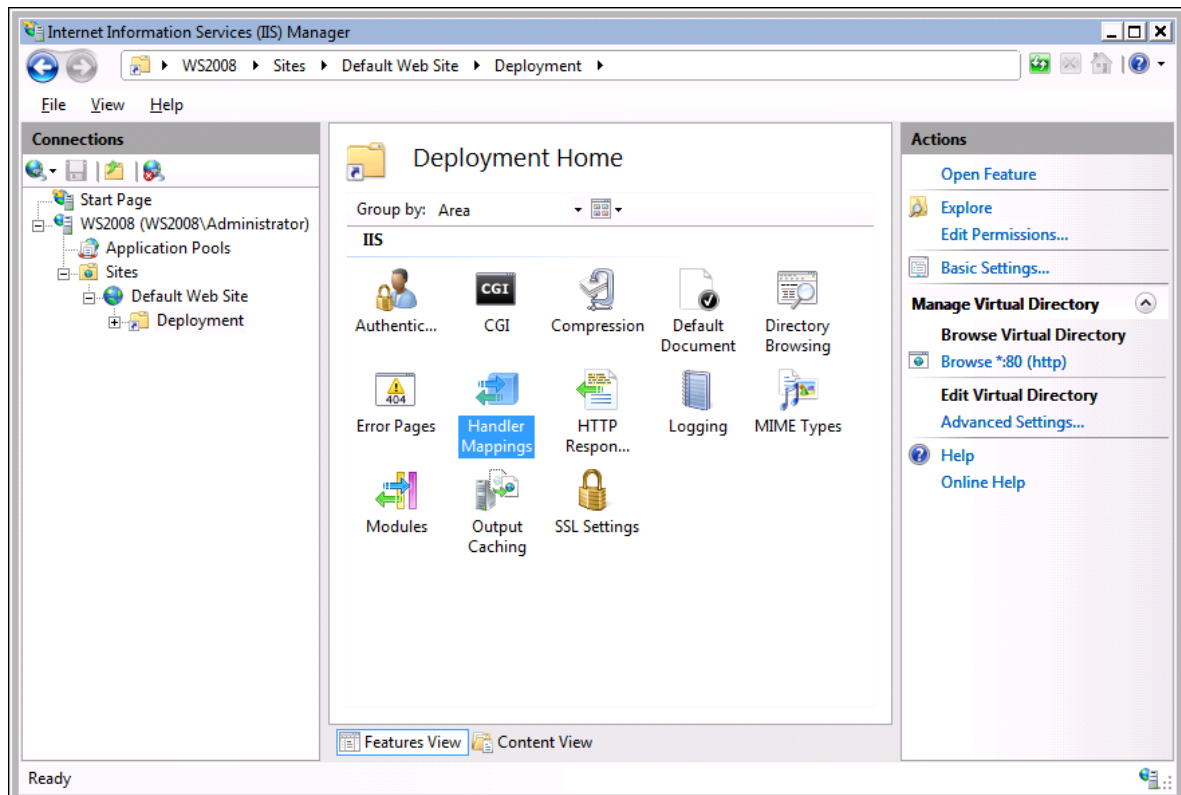 Internet Information Services (IIS) Manager
WS2008 Sites Default Web Site Deployment
File View Help
Connections
Start Page
WS2008 (WS2008\Administrator)
Application Pools
Sites
Default Web Site
Deployment
Deployment Home
Group by: Area
IIS
Authentic... CGI Compression Default Directory
Document Browsing
CGI
404
Error Pages Handler HTTP Logging MIME Types
Mappings Respon...
Modules Output SSL Settings
Caching
Features View Content View
Actions
Open Feature
Explore
Edit Permissions...
Basic Settings...
Manage Virtual Directory
Browse Virtual Directory
Browse *:80 (http)
Edit Virtual Directory
Advanced Settings...
Help
Online Help
Ready